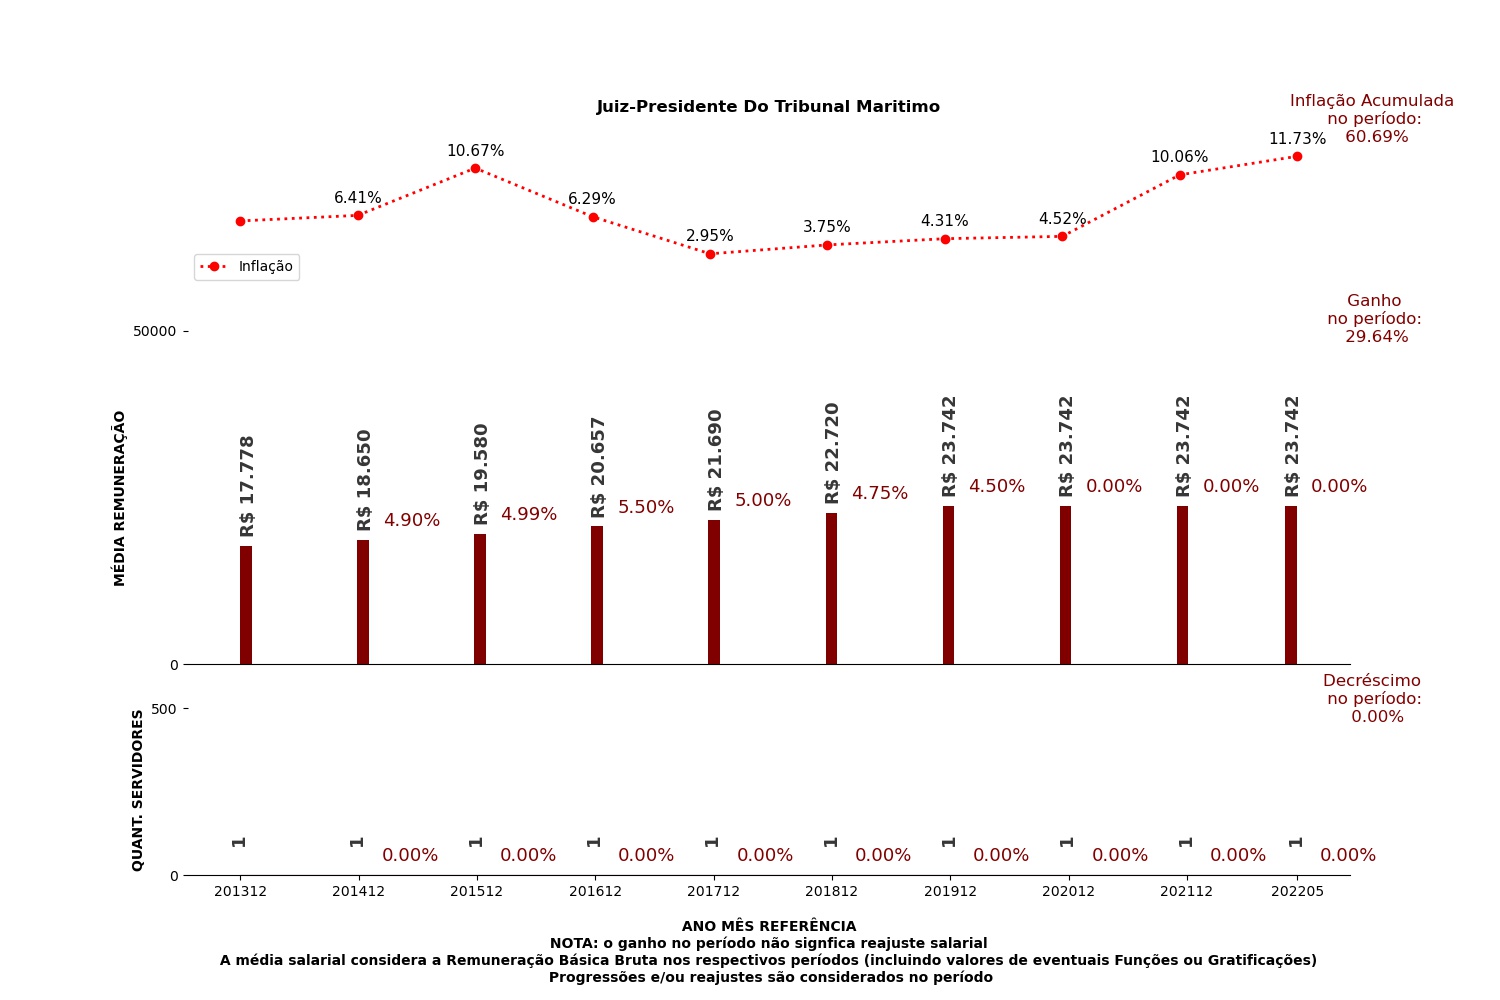 Juiz-Presidente Do Tribunal Maritimo
Inflação Acumulada
no período:
60.69%
6.41%
10.67%
6.29%
2.95%
3.75%
4.31%
4.52%
10.06%
11.73%
Inflação
Ganho
no período:
29.64%
50000
0
MÉDIA REMUNERAÇÃO
R$ 17.778
R$ 18.650
R$ 19.580
R$ 20.657
R$ 21.690
R$ 22.720
R$ 23.742
R$ 23.742
R$ 23.742
R$ 23.742
4.90%
4.99%
5.50%
5.00%
4.75%
4.50%
0.00%
0.00%
0.00%
Decréscimo
no período:
0.00%
500
0
QUANT. SERVIDORES
1
1
1
1
1
1
1
1
1
1
0.00%
0.00%
0.00%
0.00%
0.00%
0.00%
0.00%
0.00%
0.00%
201312
201412
201512
201612
201712
201812
201912
202012
202112
202205
ANO MÊS REFERÊNCIA
NOTA: o ganho no período não signfica reajuste salarial
A média salarial considera a Remuneração Básica Bruta nos respectivos períodos (incluindo valores de eventuais Funções ou Gratificações)
Progressões e/ou reajustes são considerados no período